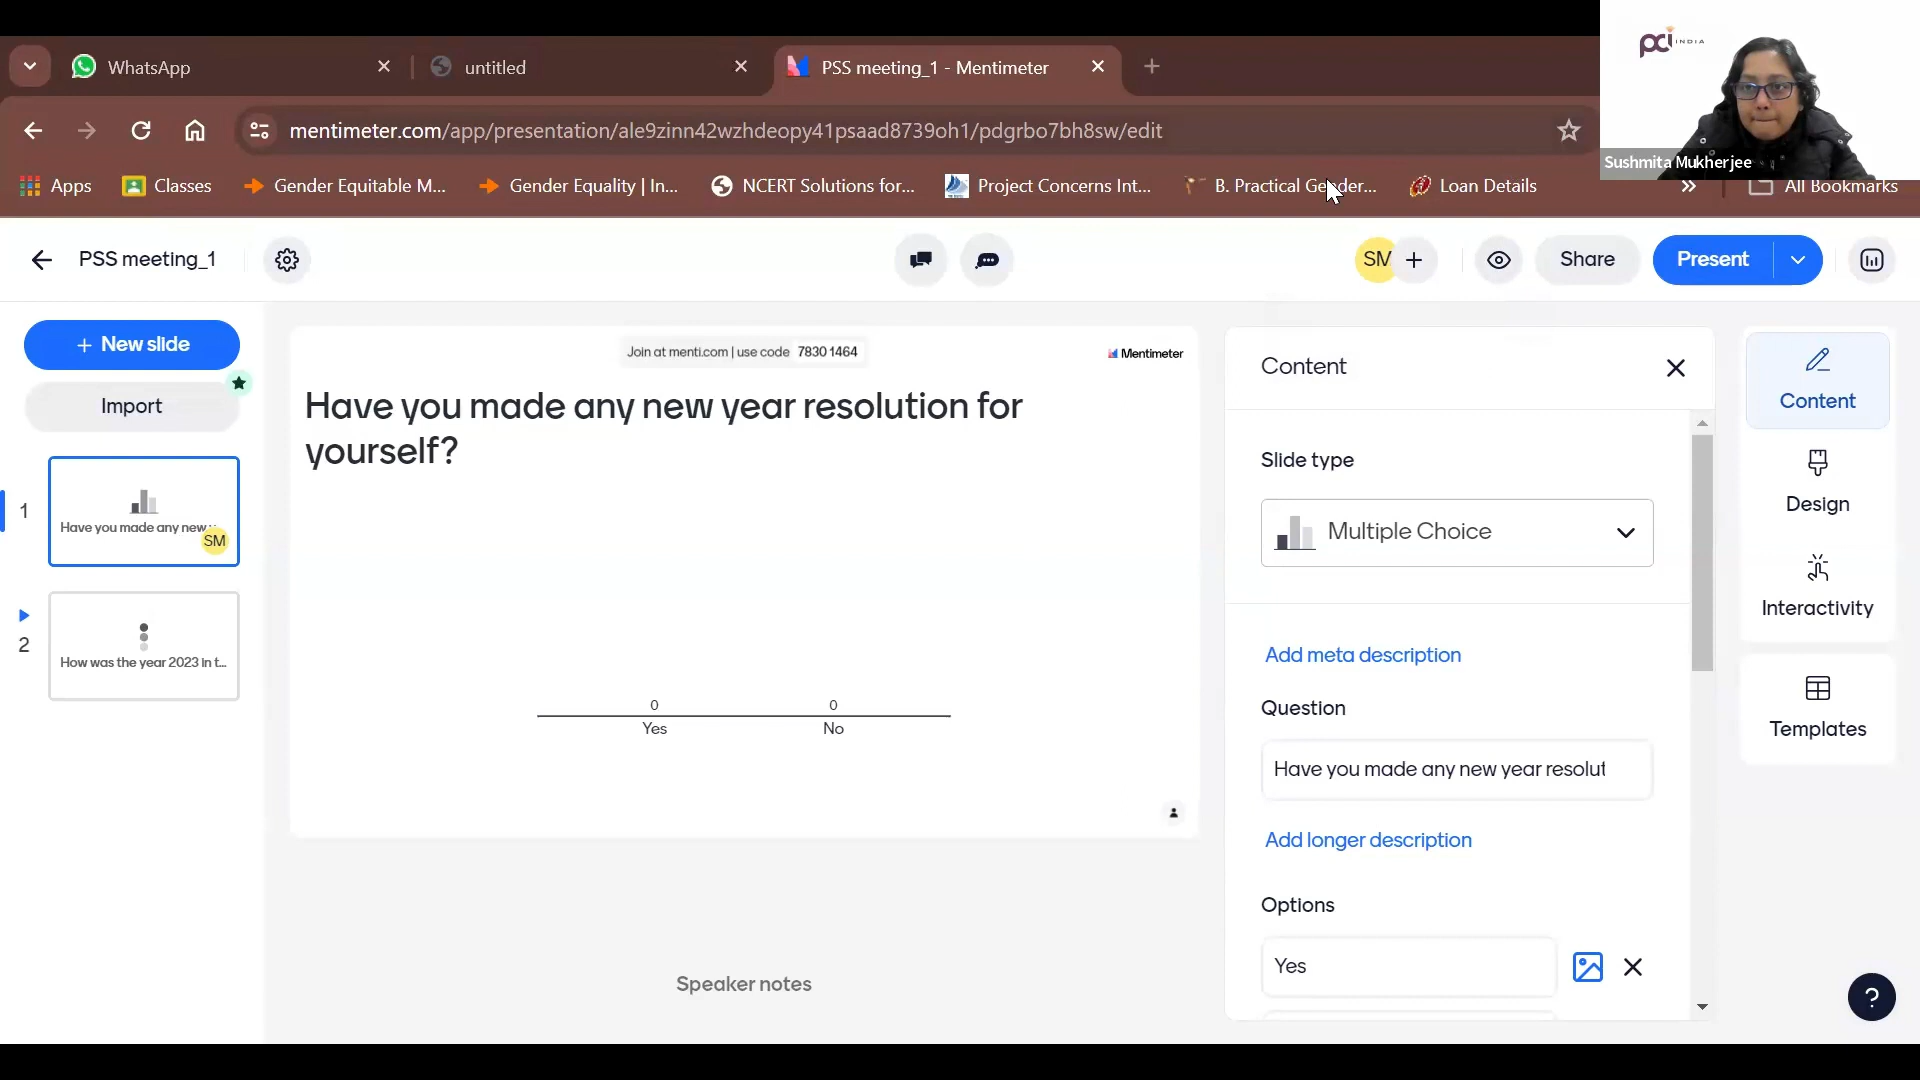 WhatsApp
untitled
PSS meeting_1 - Mentimeter
mentimeter.com/app/presentation/ale9zinn42wzhdeopy41psaad8739oh1/pdgrbo7bh8sw/edit
pci INDIA
Sushmita Mukherjee
Apps
Classes
Gender Equitable M...
Gender Equality | In...
NCERT Solutions for...
Project Concerns Int...
B. Practical Gender...
Loan Details
All Bookmarks
PSS meeting_1
SM
Share
Present
New slide
Import
1
Have you made any new y...
SM
2
How was the year 2023 in t...
Join at menti.com | use code 7830 1464
Mentimeter
Have you made any new year resolution for
yourself?
0
0
Yes
No
Speaker notes
Content
Slide type
Multiple Choice
Add meta description
Question
Have you made any new year resolut
Add longer description
Options
Yes
Content
Design
Interactivity
Templates
?